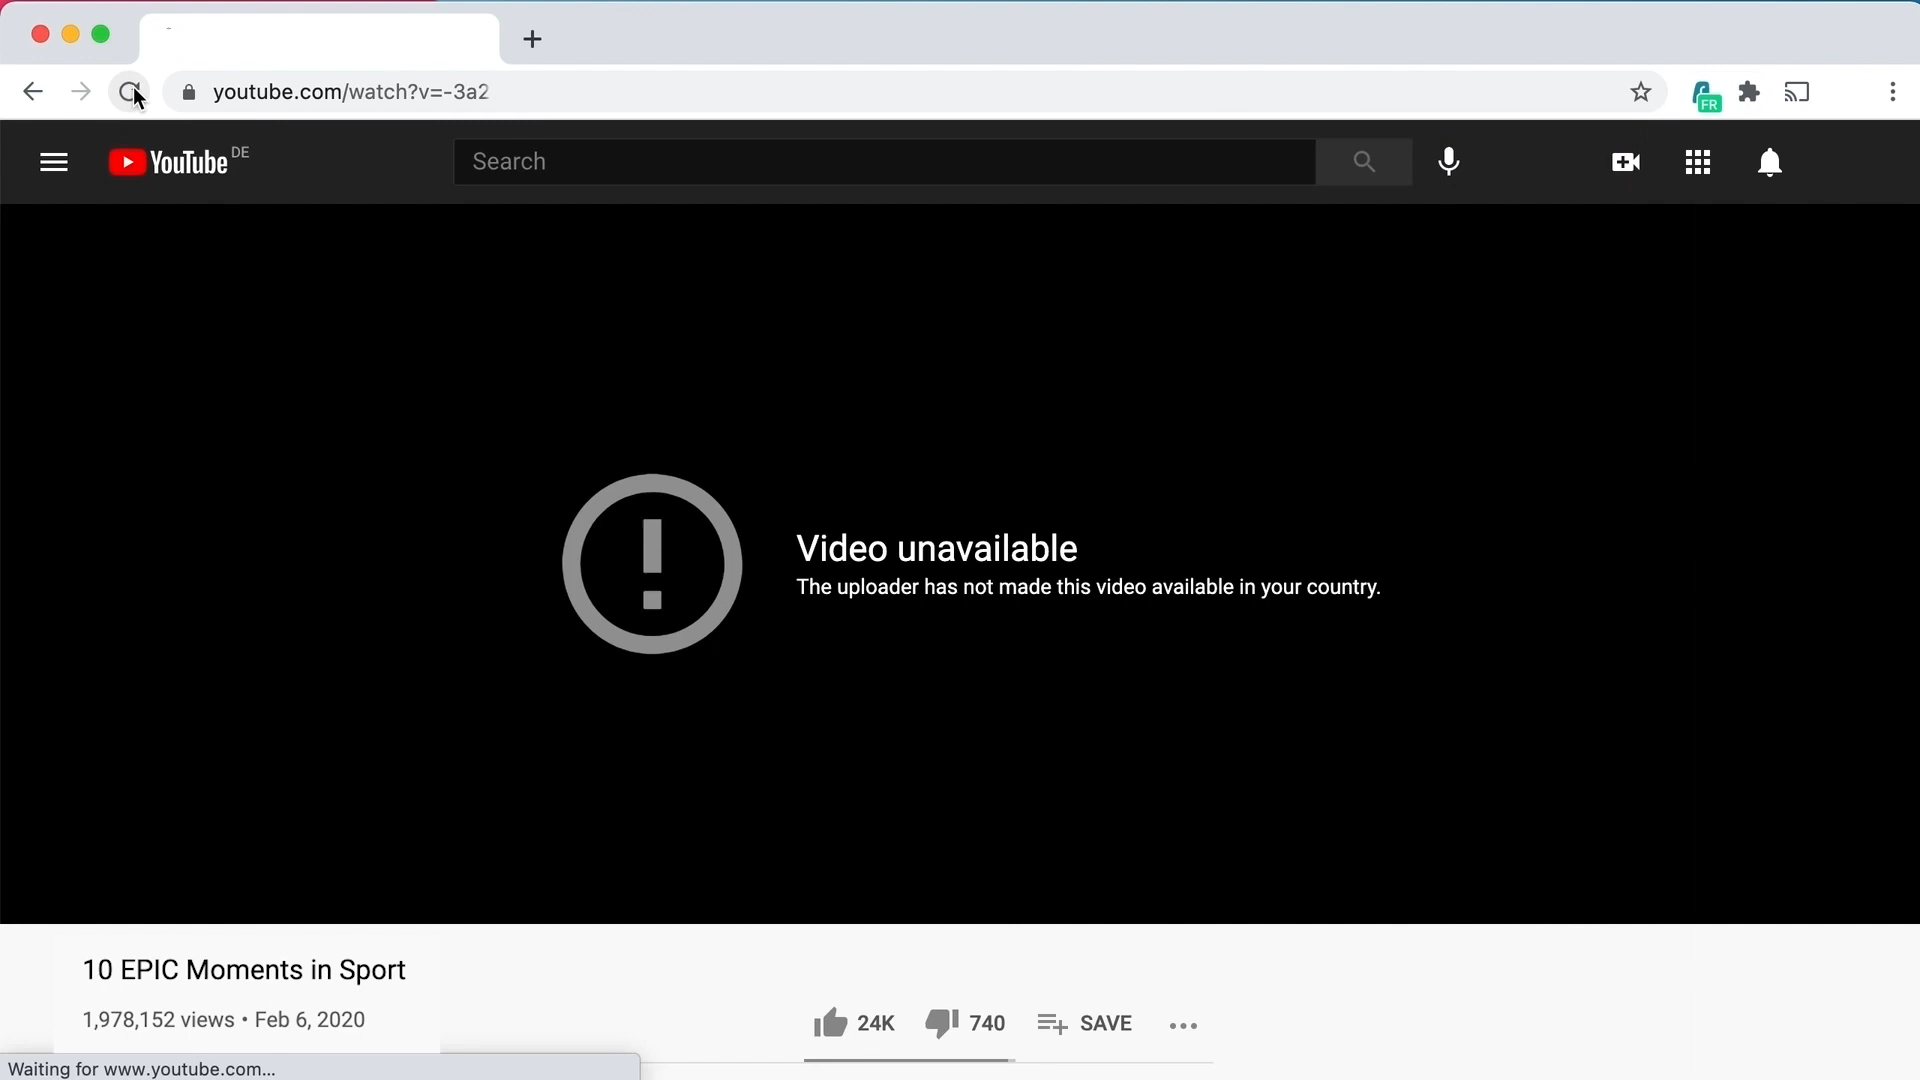 youtube.com/watch?v=-3a2
FR
YouTube DE
Search
Video unavailable
The uploader has not made this video available in your country.
10 EPIC Moments in Sport
1,978,152 views • Feb 6, 2020
24K 740 SAVE
Waiting for www.youtube.com...